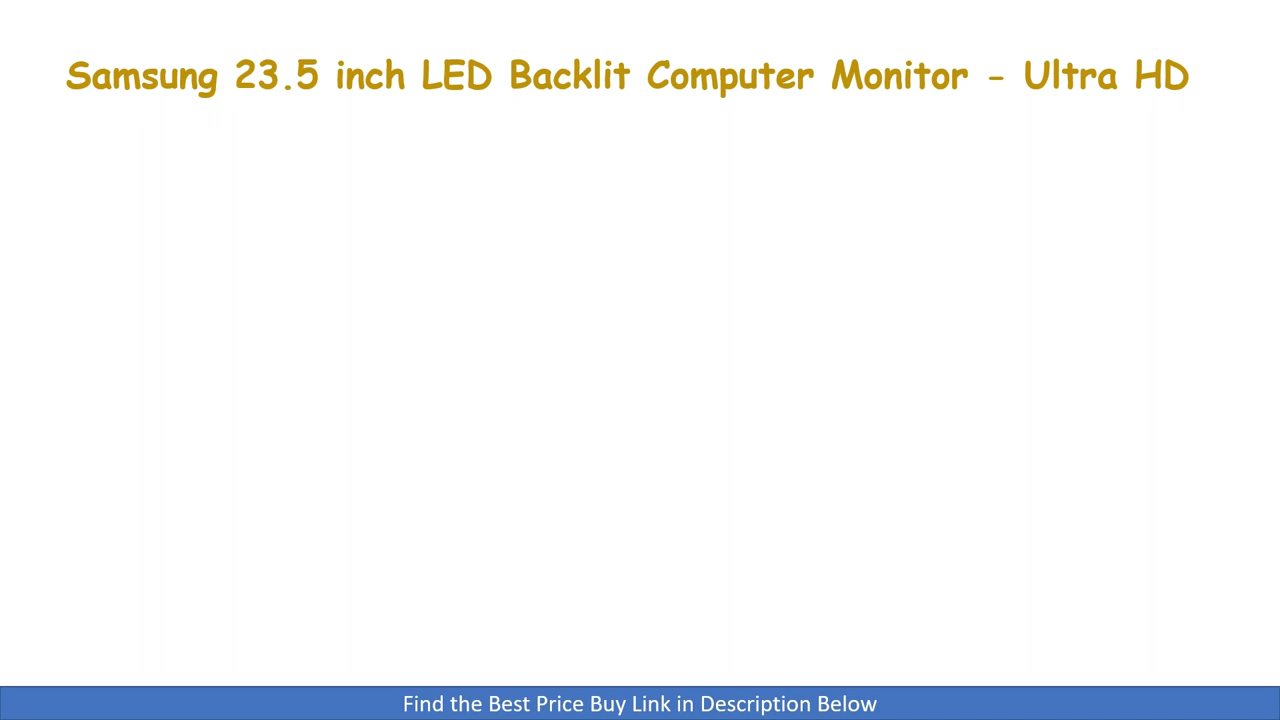 Samsung 23.5 inch LED Backlit Computer Monitor - Ultra HD
Find the Best Price Buy Link in Description Below